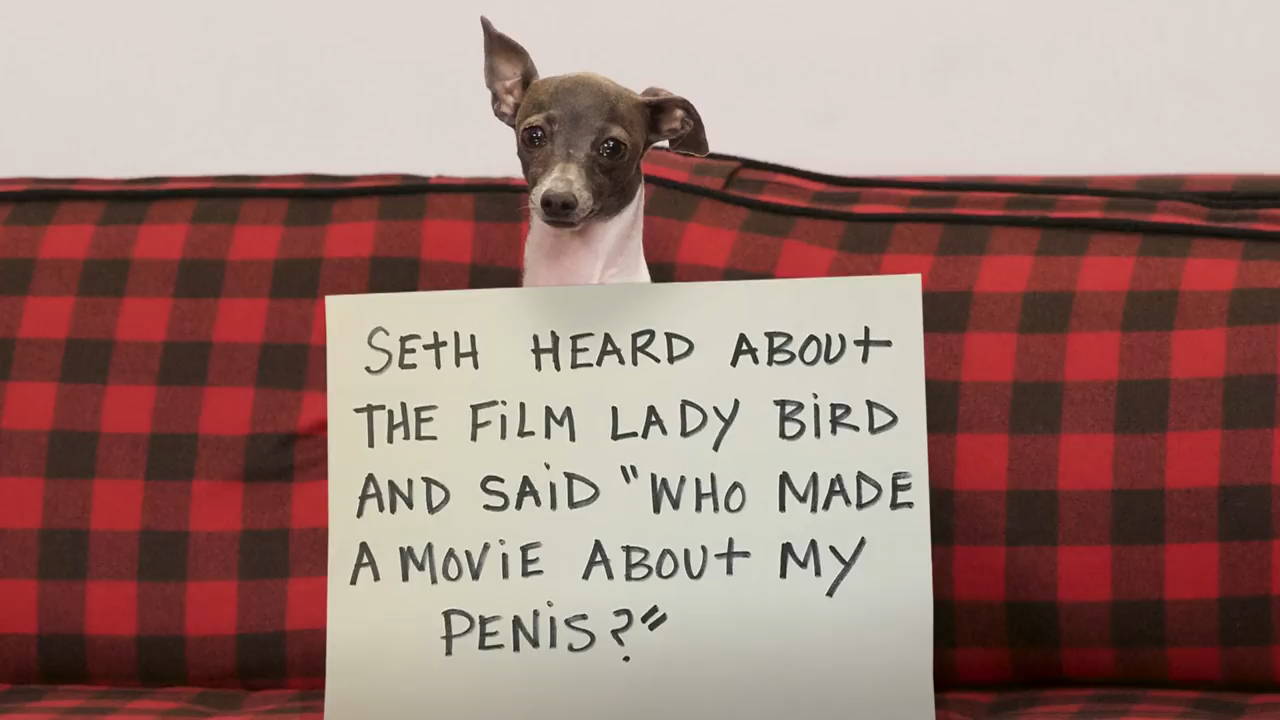 SEtH HEARD ABOUt
THE FiLM LADY BiRD
AND SAiD "WHO MADE
A MOViE ABOUt MY
PENiS?"